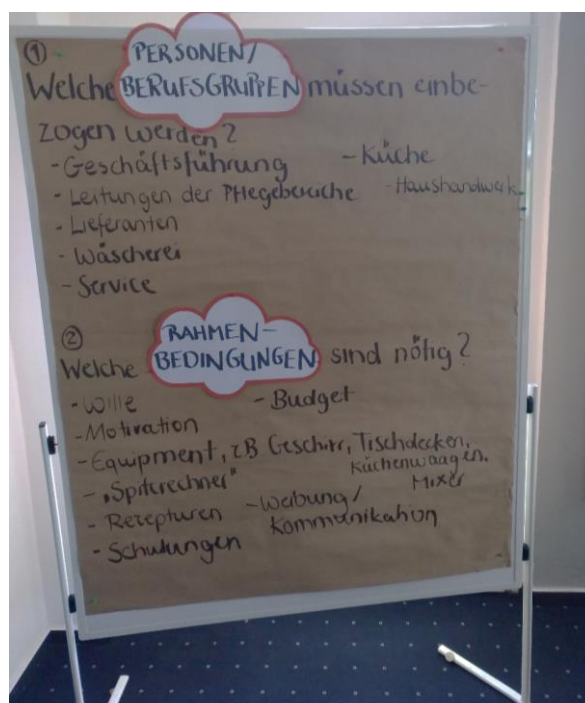 ① PERSONEN/
Welche BERUFSGRUPPEN müssen einbe-
zogen werden?
- Geschäftsführung - Küche
- Leitungen der Pflegebereiche - Haushandwerk
- Lieferanten
- Wäscherei
- Service
② RAHMEN-
Welche BEDINGUNGEN sind nötig?
- Wille - Budget
- Motivation
- Equipment, zB Geschirr, Tischdecken,
Küchenwaagen,
- „Spitzrechner" Mixer
- Rezepturen - Werbung/
Kommunikation
- Schulungen